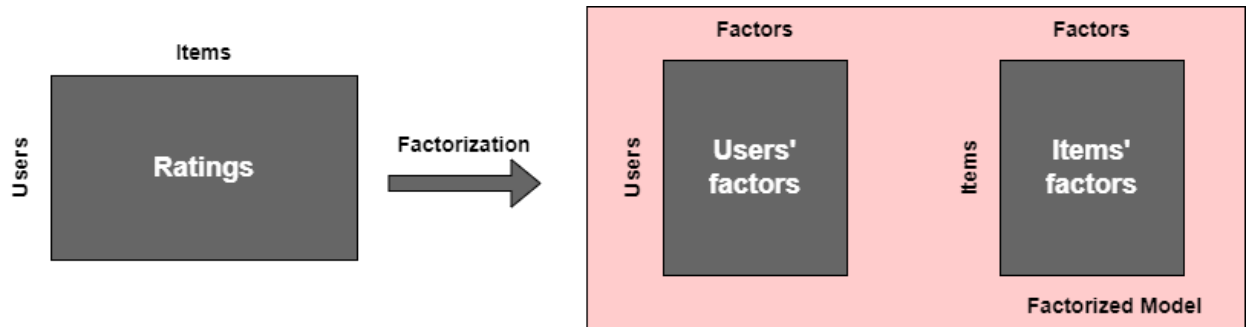 Items
Users
Ratings
Factorization
Factors
Users
Users'
factors
Factors
Items
Items'
factors
Factorized Model